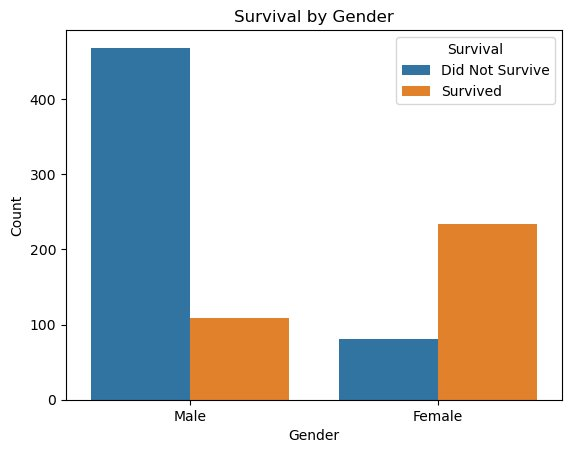 Survival by Gender
Survival
Did Not Survive
Survived
400
300
200
100
0
Count
Male
Female
Gender